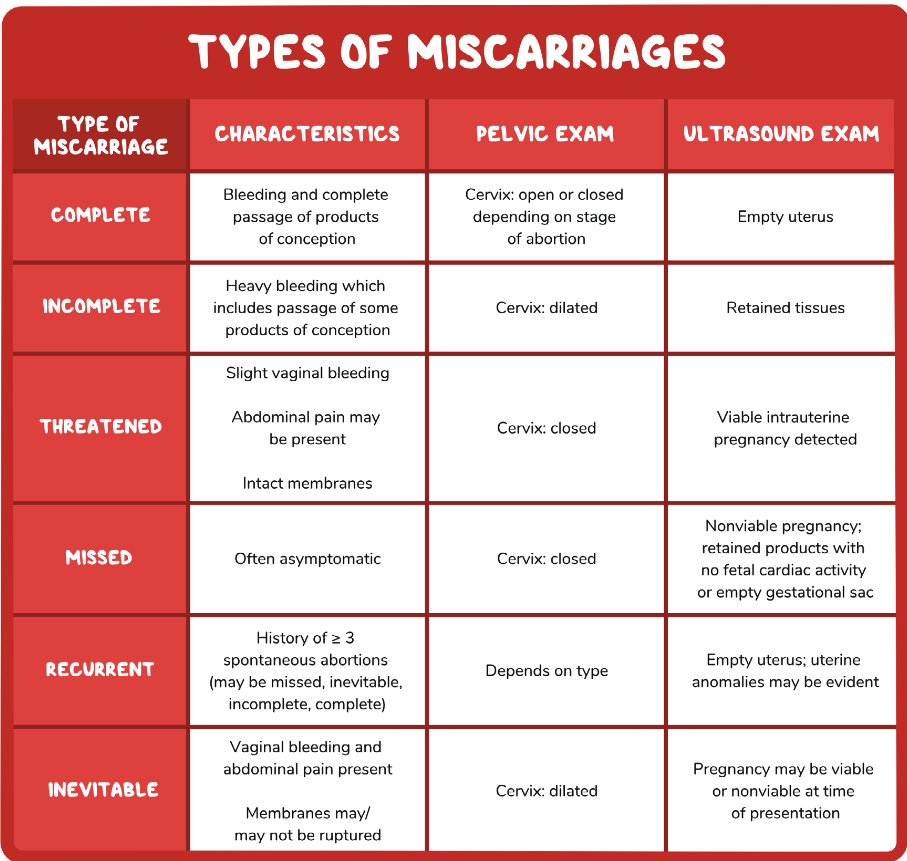 TYPES OF MISCARRIAGES
TYPE OF
MISCARRIAGE
CHARACTERISTICS
PELVIC EXAM
ULTRASOUND EXAM
COMPLETE
Bleeding and complete
passage of products
of conception
Cervix: open or closed
depending on stage
of abortion
Empty uterus
INCOMPLETE
Heavy bleeding which
includes passage of some
products of conception
Cervix: dilated
Retained tissues
THREATENED
Slight vaginal bleeding
Abdominal pain may
be present
Intact membranes
Cervix: closed
Viable intrauterine
pregnancy detected
MISSED
Often asymptomatic
Cervix: closed
Nonviable pregnancy;
retained products with
no fetal cardiac activity
or empty gestational sac
RECURRENT
History of ≥ 3
spontaneous abortions
(may be missed, inevitable,
incomplete, complete)
Depends on type
Empty uterus; uterine
anomalies may be evident
INEVITABLE
Vaginal bleeding and
abdominal pain present
Membranes may/
may not be ruptured
Cervix: dilated
Pregnancy may be viable
or nonviable at time
of presentation